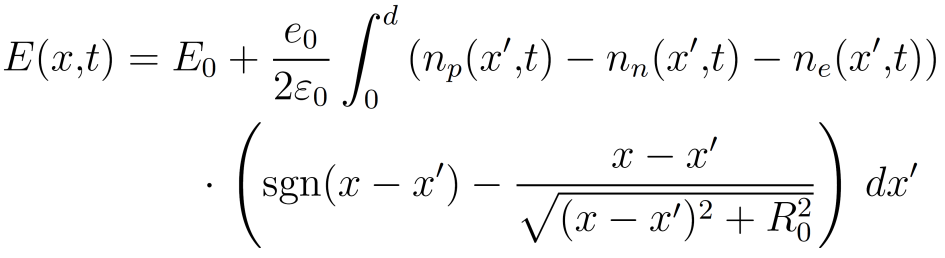 E(x,t) = E_0 + \frac{e_0}{2\varepsilon_0} \int_0^d (n_p(x',t) - n_n(x',t) - n_e(x',t))
\cdot \left( \text{sgn}(x - x') - \frac{x - x'}{\sqrt{(x - x')^2 + R_0^2}} \right) dx'